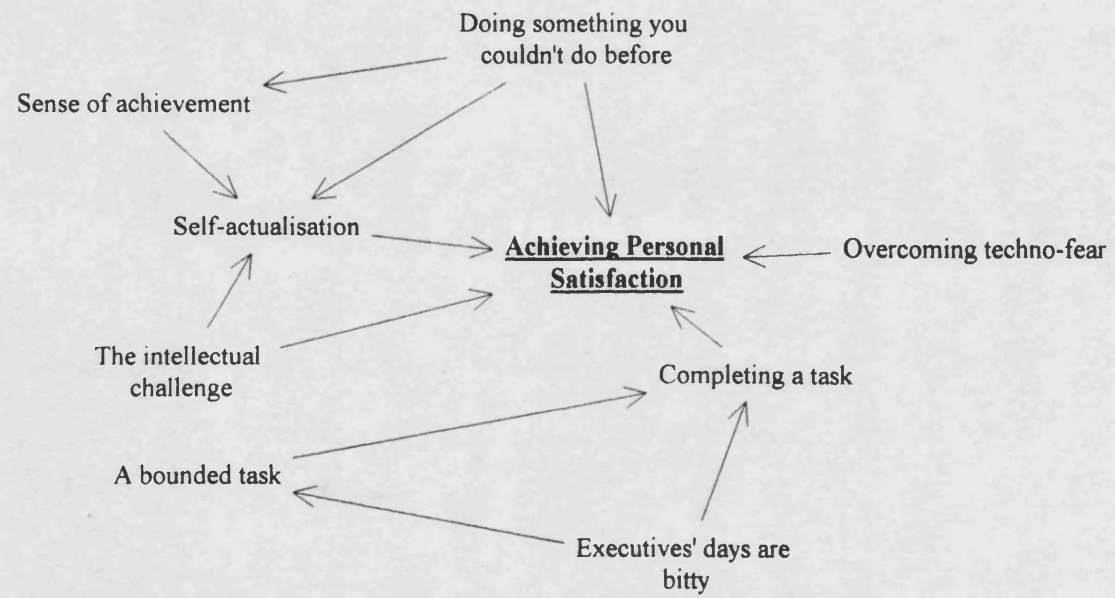 Doing something you
couldn't do before
Sense of achievement
Self-actualisation
Achieving Personal
Satisfaction
Overcoming techno-fear
The intellectual
challenge
Completing a task
A bounded task
Executives' days are
bitty